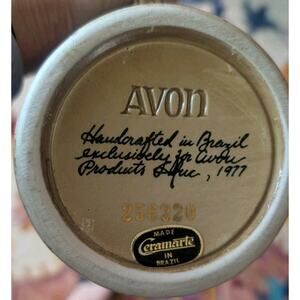 AVON
Handcrafted in Brazil
exclusively for Avon
Products Inc, 1977
256220
MADE
Ceramarte
IN
BRAZIL